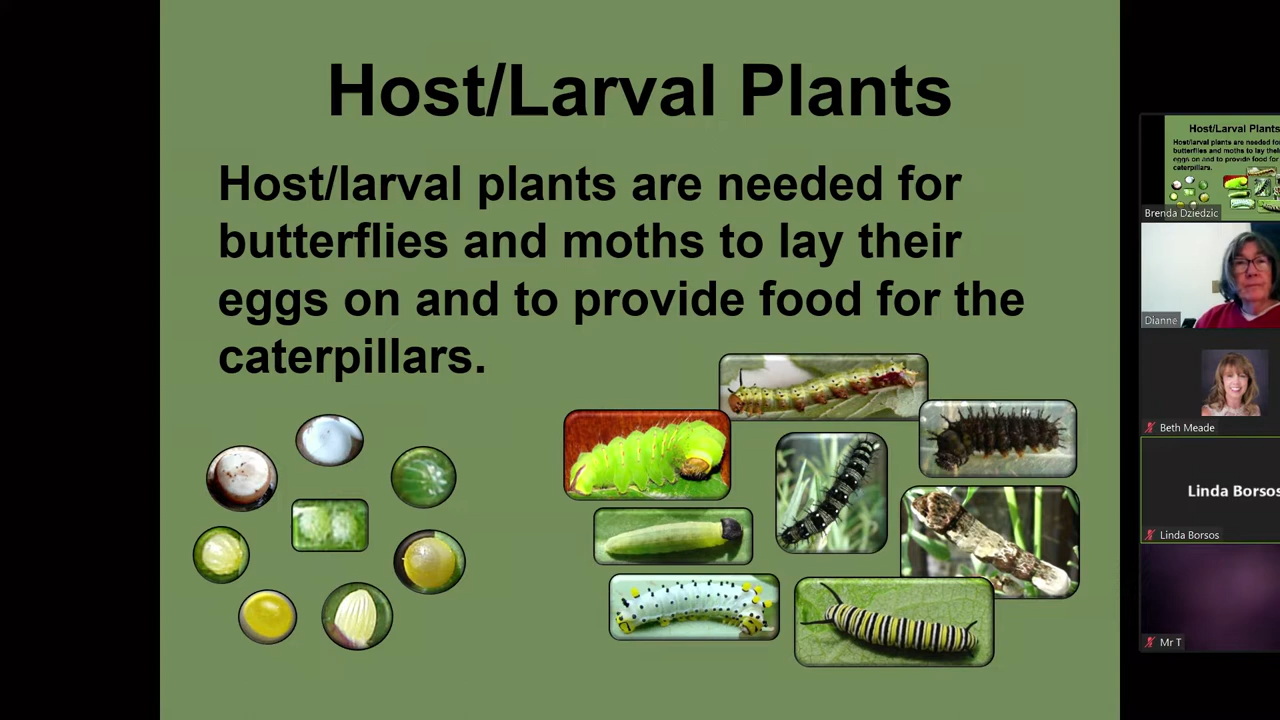 Host/Larval Plants
Host/larval plants are needed for
butterflies and moths to lay their
eggs on and to provide food for the
caterpillars.
Host/Larval Plants
Host/larval plants are needed for
butterflies and moths to lay their
eggs on and to provide food for
caterpillars.
Brenda Dziedzic
Dianne
Beth Meade
Linda Borsos
Linda Borsos
Mr T